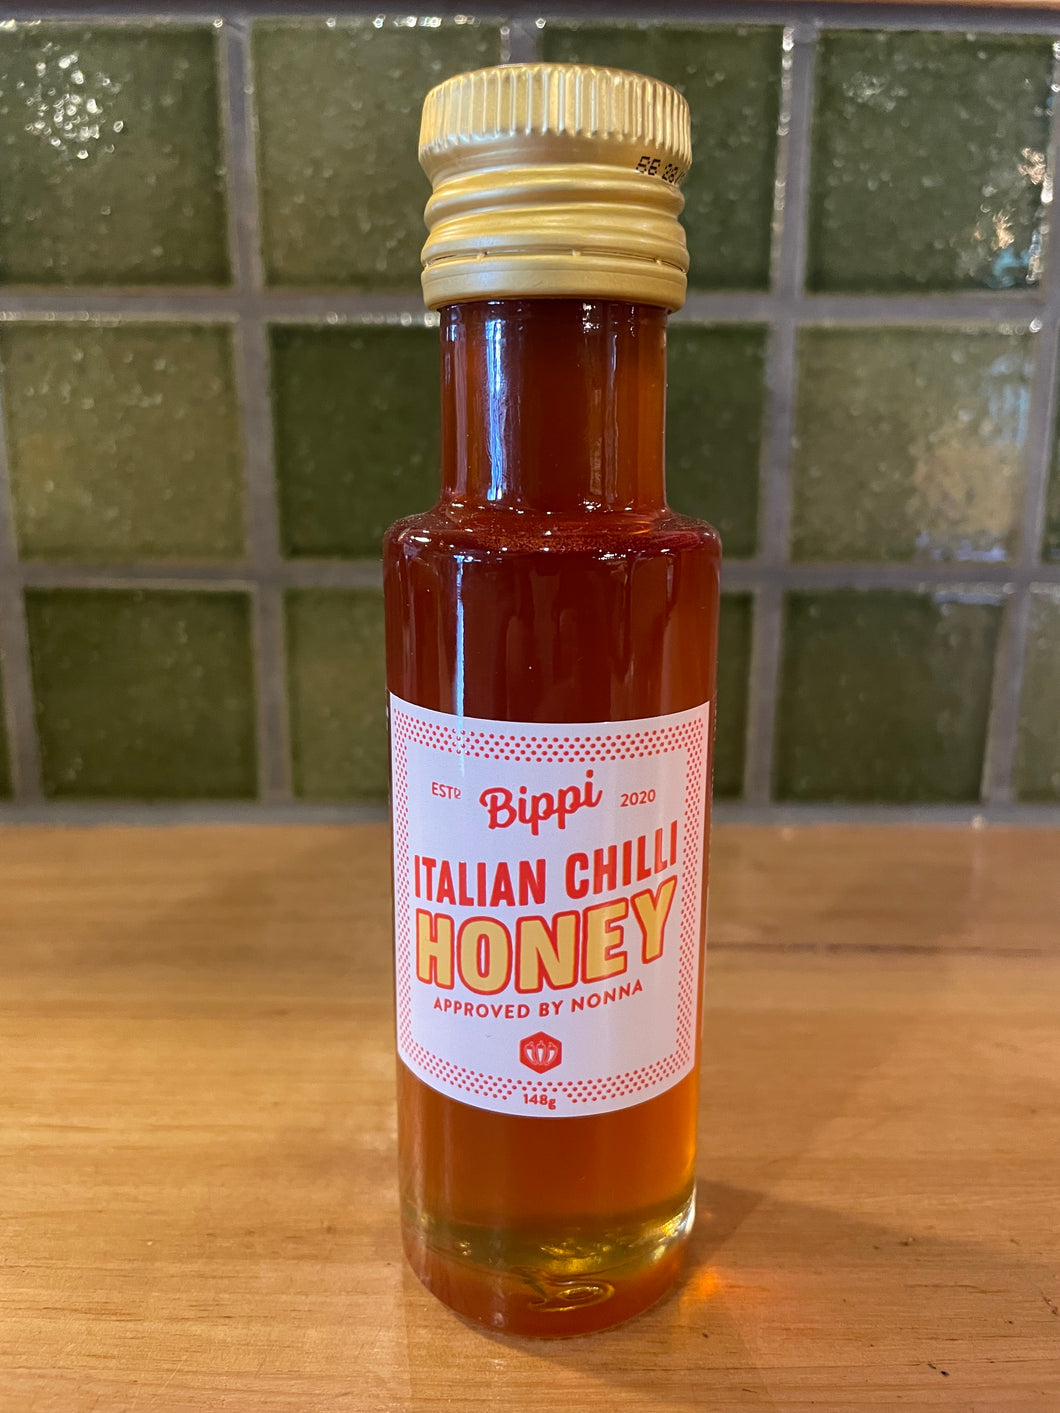 ESTD Bippi 2020
ITALIAN CHILLI
HONEY
APPROVED BY NONNA
148g